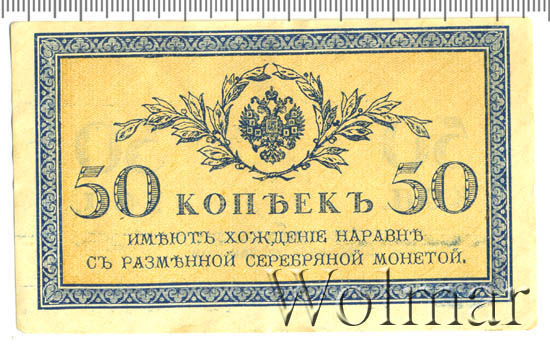 50 КОПѢЕКЪ 50
ИМѢЮТЪ ХОЖДЕНІЕ НАРАВНѢ
СЪ РАЗМѢННОЙ СЕРЕБРЯНОЙ МОНЕТОЙ.
Wolmar